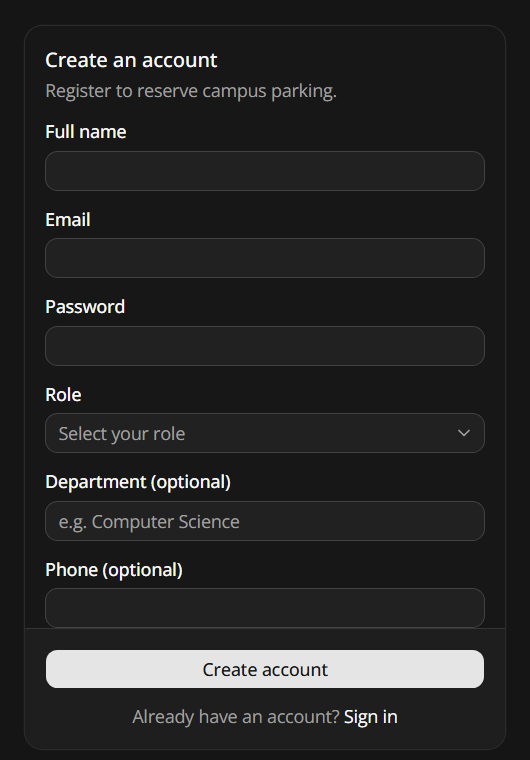 Create an account
Register to reserve campus parking.
Full name
Email
Password
Role
Select your role
Department (optional)
e.g. Computer Science
Phone (optional)
Create account
Already have an account? Sign in